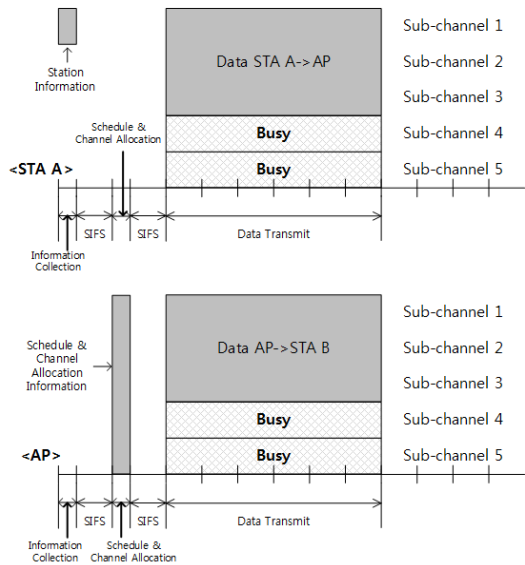 Sub-channel 1
Data STA A->AP
Sub-channel 2
Station
Information
Sub-channel 3
Schedule &
Channel Allocation
Busy
Sub-channel 4
<STA A>
Busy
Sub-channel 5
SIFS
SIFS
Data Transmit
Information
Collection
Sub-channel 1
Schedule &
Channel
Allocation
Information
Data AP->STA B
Sub-channel 2
Sub-channel 3
Busy
Sub-channel 4
<AP>
Busy
Sub-channel 5
SIFS
SIFS
Data Transmit
Information
Collection
Schedule &
Channel Allocation